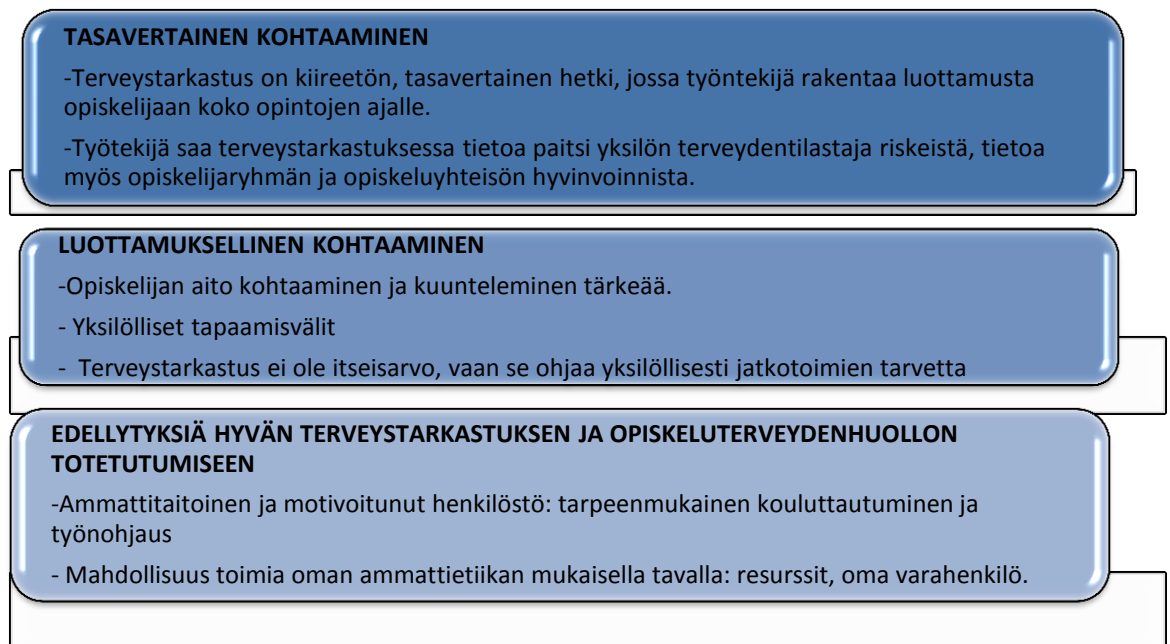 TASAVERTAINEN KOHTAAMINEN
-Terveystarkastus on kiireetön, tasavertainen hetki, jossa työntekijä rakentaa luottamusta
opiskelijaan koko opintojen ajalle.
-Työtekijä saa terveystarkastuksessa tietoa paitsi yksilön terveydentilastaja riskeistä, tietoa
myös opiskelijaryhmän ja opiskeluyhteisön hyvinvoinnista.
LUOTTAMUKSELLINEN KOHTAAMINEN
-Opiskelijan aito kohtaaminen ja kuunteleminen tärkeää.
- Yksilölliset tapaamisvälit
- Terveystarkastus ei ole itseisarvo, vaan se ohjaa yksilöllisesti jatkotoimien tarvetta
EDELLYTYKSIÄ HYVÄN TERVEYSTARKASTUKSEN JA OPISKELUTERVEYDENHUOLLON
TOTETUTUMISEEN
-Ammattitaitoinen ja motivoitunut henkilöstö: tarpeenmukainen kouluttautuminen ja
työnohjaus
- Mahdollisuus toimia oman ammattietiikan mukaisella tavalla: resurssit, oma varahenkilö.